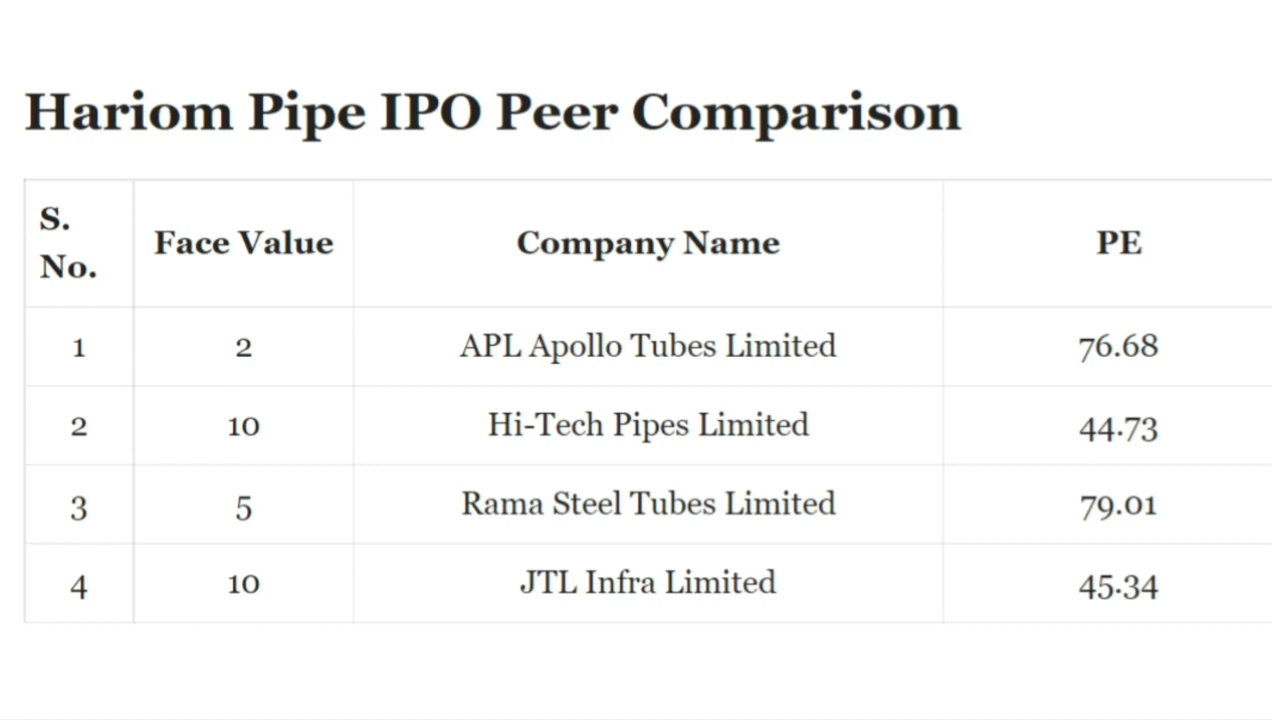 Hariom Pipe IPO Peer Comparison
S. No. Face Value Company Name PE
1 2 APL Apollo Tubes Limited 76.68
2 10 Hi-Tech Pipes Limited 44.73
3 5 Rama Steel Tubes Limited 79.01
4 10 JTL Infra Limited 45.34